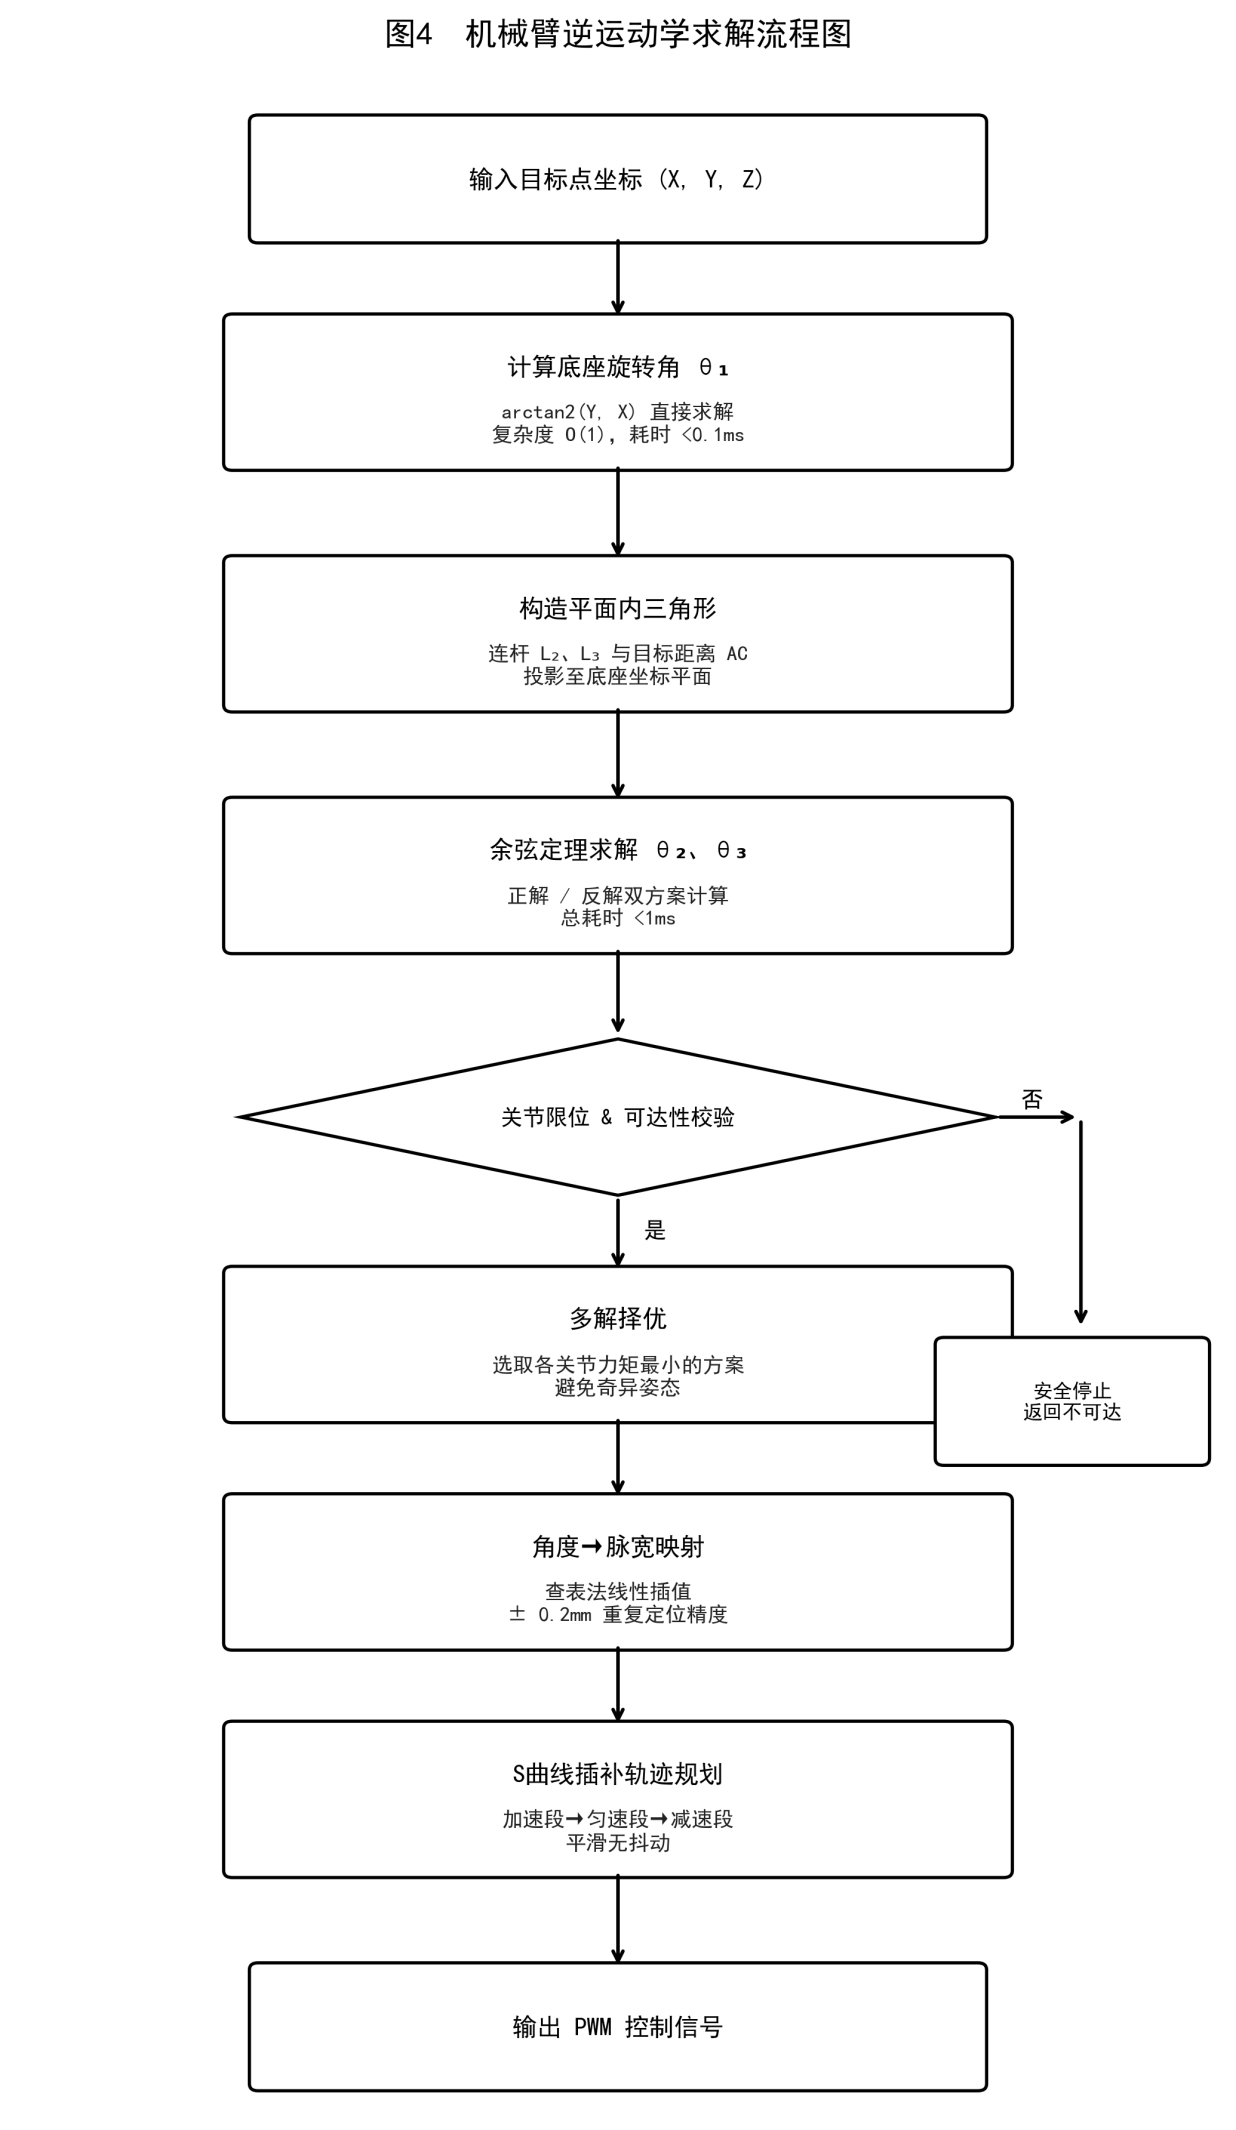 图4  机械臂逆运动学求解流程图
输入目标点坐标 (X, Y, Z)
计算底座旋转角 θ₁
arctan2(Y, X) 直接求解
复杂度 O(1)，耗时 <0.1ms
构造平面内三角形
连杆 L₂、L₃ 与目标距离 AC
投影至底座坐标平面
余弦定理求解 θ₂、θ₃
正解 / 反解双方案计算
总耗时 <1ms
关节限位 & 可达性校验
否
是
多解择优
选取各关节力矩最小的方案
避免奇异姿态
安全停止
返回不可达
角度→脉宽映射
查表法线性插值
± 0.2mm 重复定位精度
S曲线插补轨迹规划
加速段→匀速段→减速段
平滑无抖动
输出 PWM 控制信号